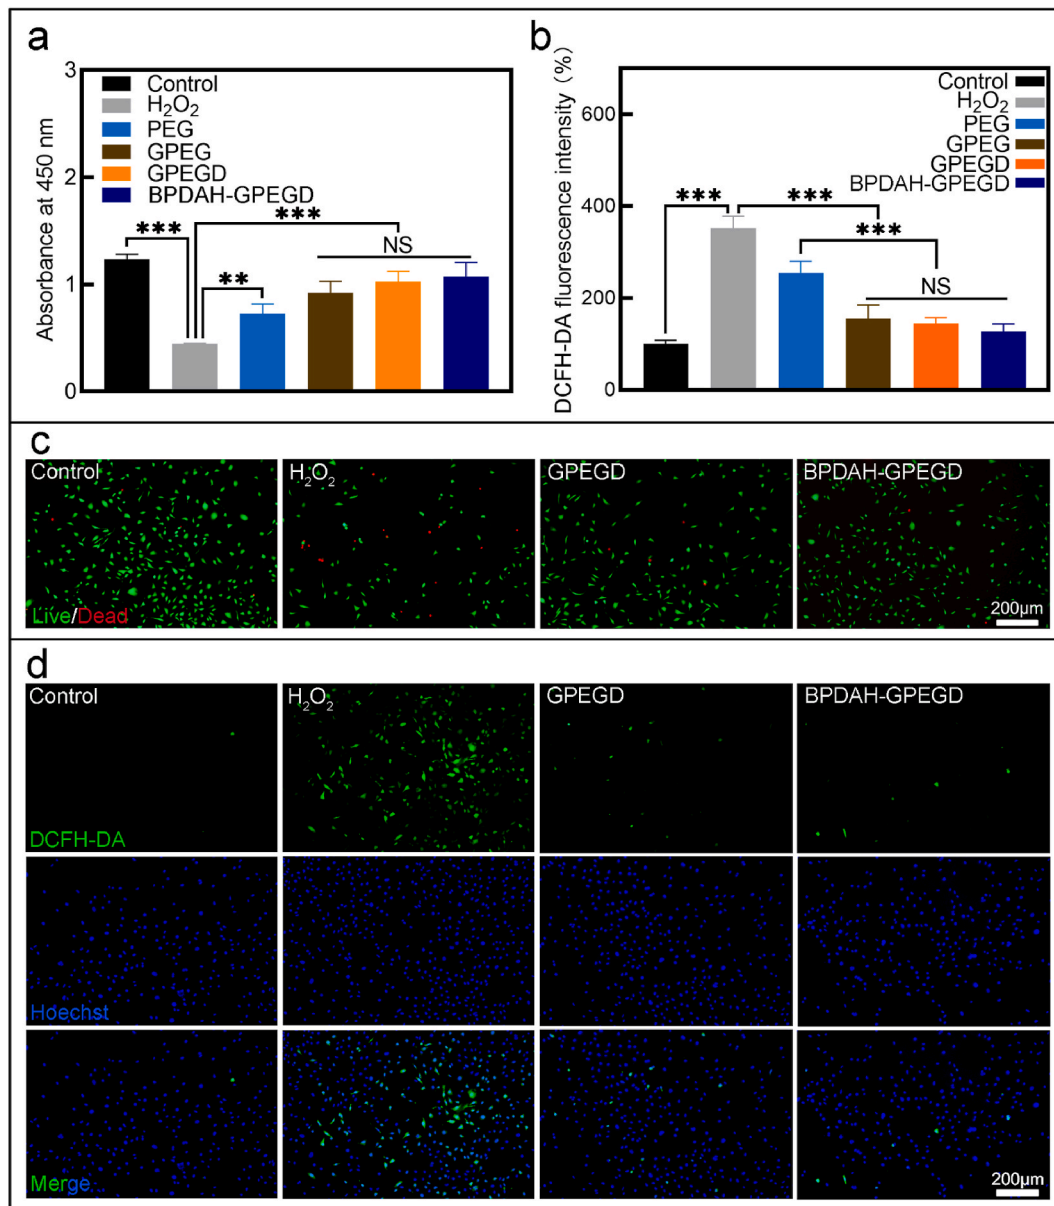 a
Absorbance at 450 nm
3
2
1
0
Control
H₂O₂
PEG
GPEG
GPEGD
BPDAH-GPEGD
***
**
***
NS
b
DCFH-DA fluorescence intensity (%)
600
400
200
0
Control
H₂O₂
PEG
GPEG
GPEGD
BPDAH-GPEGD
***
***
***
NS
c
Control
H₂O₂
GPEGD
BPDAH-GPEGD
Live/Dead
200μm
d
Control
H₂O₂
GPEGD
BPDAH-GPEGD
DCFH-DA
Hoechst
Merge
200μm